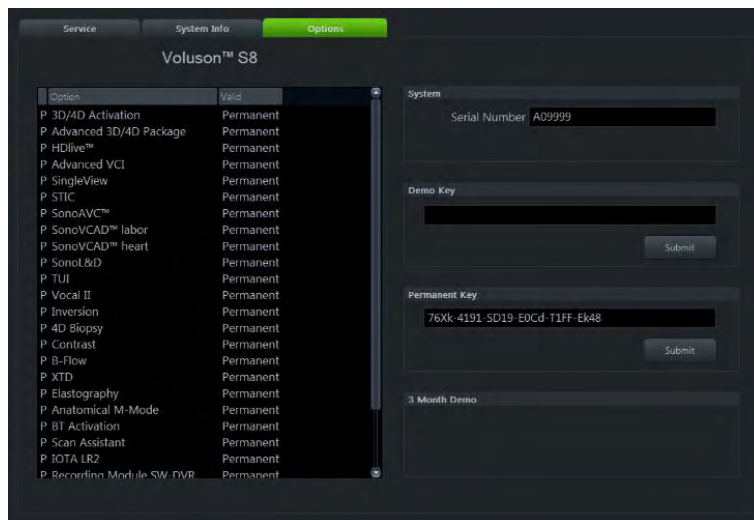 Service System Info Options
Voluson™ S8
Option Valid
P 3D/4D Activation Permanent
P Advanced 3D/4D Package Permanent
P HDlive™ Permanent
P Advanced VCI Permanent
P SingleView Permanent
P STIC Permanent
P SonoAVC™ Permanent
P SonoVCAD™ labor Permanent
P SonoVCAD™ heart Permanent
P SonoL&D Permanent
P TUI Permanent
P Vocal II Permanent
P Inversion Permanent
P 4D Biopsy Permanent
P Contrast Permanent
P B-Flow Permanent
P XTD Permanent
P Elastography Permanent
P Anatomical M-Mode Permanent
P BT Activation Permanent
P Scan Assistant Permanent
P IOTA LR2 Permanent
P Recording Module SW-DVR Permanent
System
Serial Number A09999
Demo Key
Submit
Permanent Key
76Xk-4191-SD19-E0Cd-T1FF-Ek48
Submit
3 Month Demo